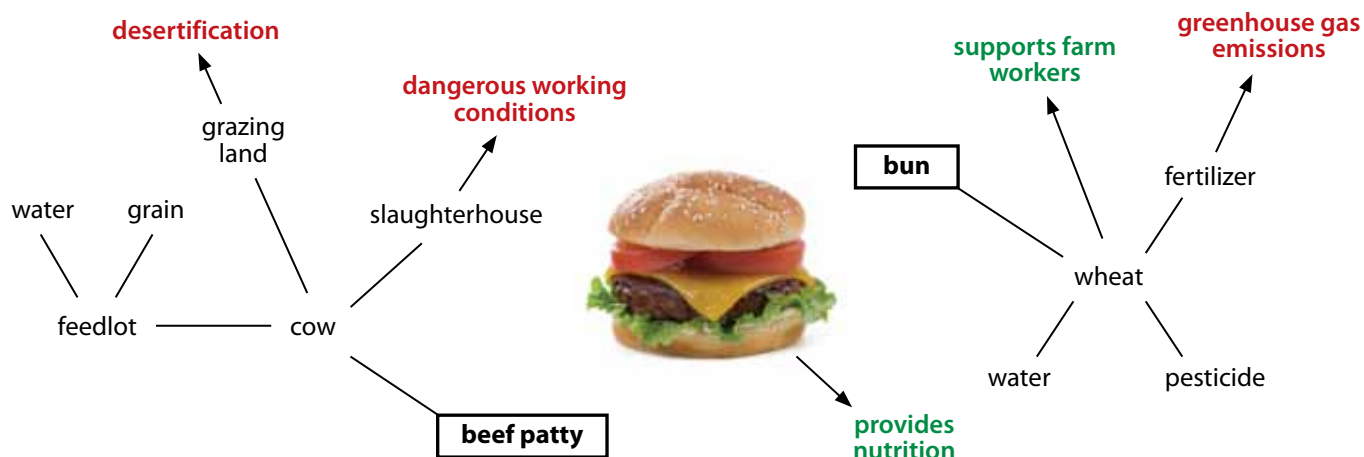 desertification
dangerous working
conditions
grazing
land
water
grain
slaughterhouse
feedlot
cow
beef patty
supports farm
workers
greenhouse gas
emissions
bun
fertilizer
wheat
water
pesticide
provides
nutrition